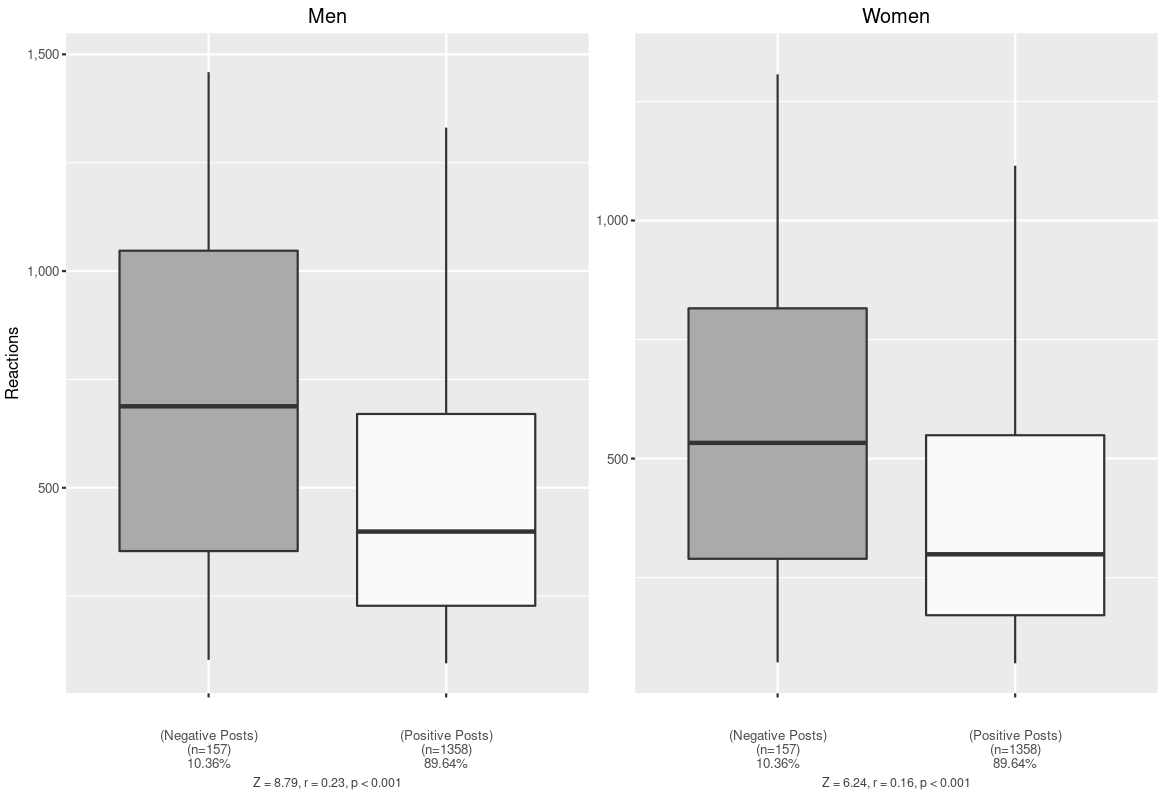 Men
Women
Reactions
1,500
1,000
500
1,000
500
(Negative Posts)
(n=157)
10.36%
(Positive Posts)
(n=1358)
89.64%
Z = 8.79, r = 0.23, p < 0.001
(Negative Posts)
(n=157)
10.36%
(Positive Posts)
(n=1358)
89.64%
Z = 6.24, r = 0.16, p < 0.001